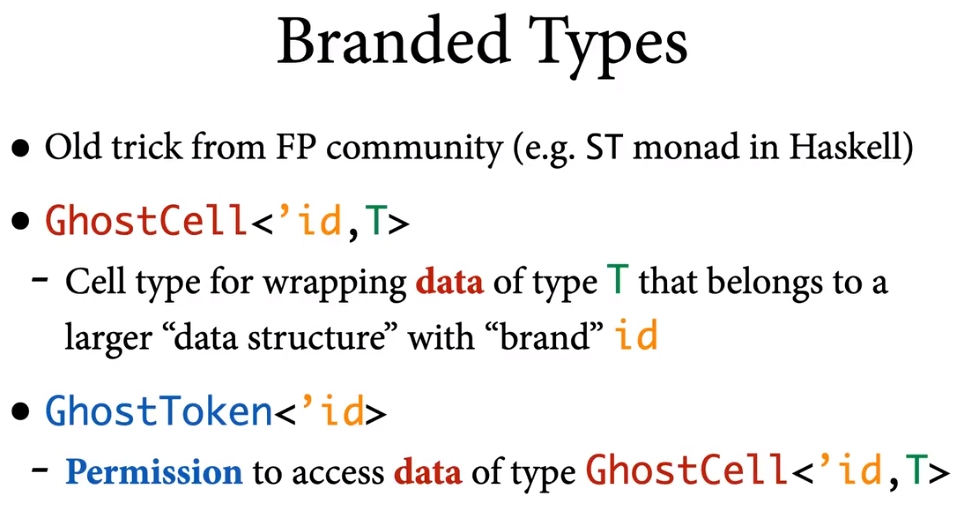 Branded Types
● Old trick from FP community (e.g. ST monad in Haskell)
● GhostCell<’id,T>
– Cell type for wrapping data of type T that belongs to a
larger “data structure” with “brand” id
● GhostToken<’id>
– Permission to access data of type GhostCell<’id,T>